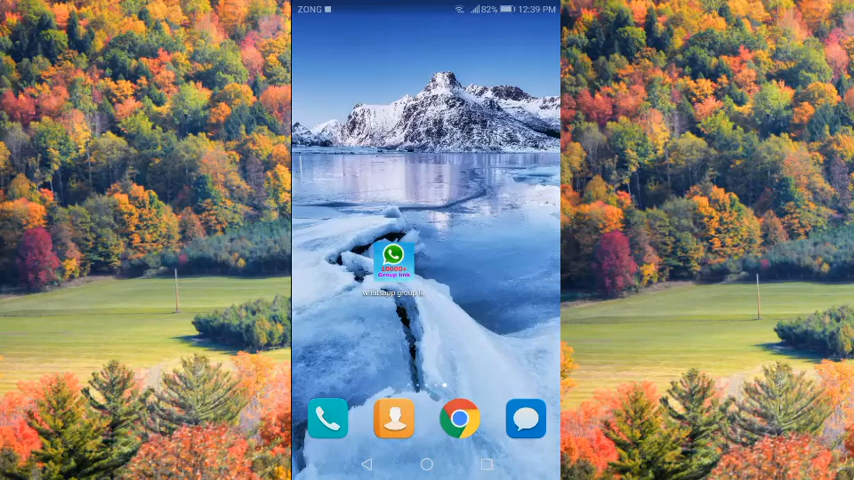 ZONG
82%
12:39 PM
10000+
Group link
whatsapp group li..